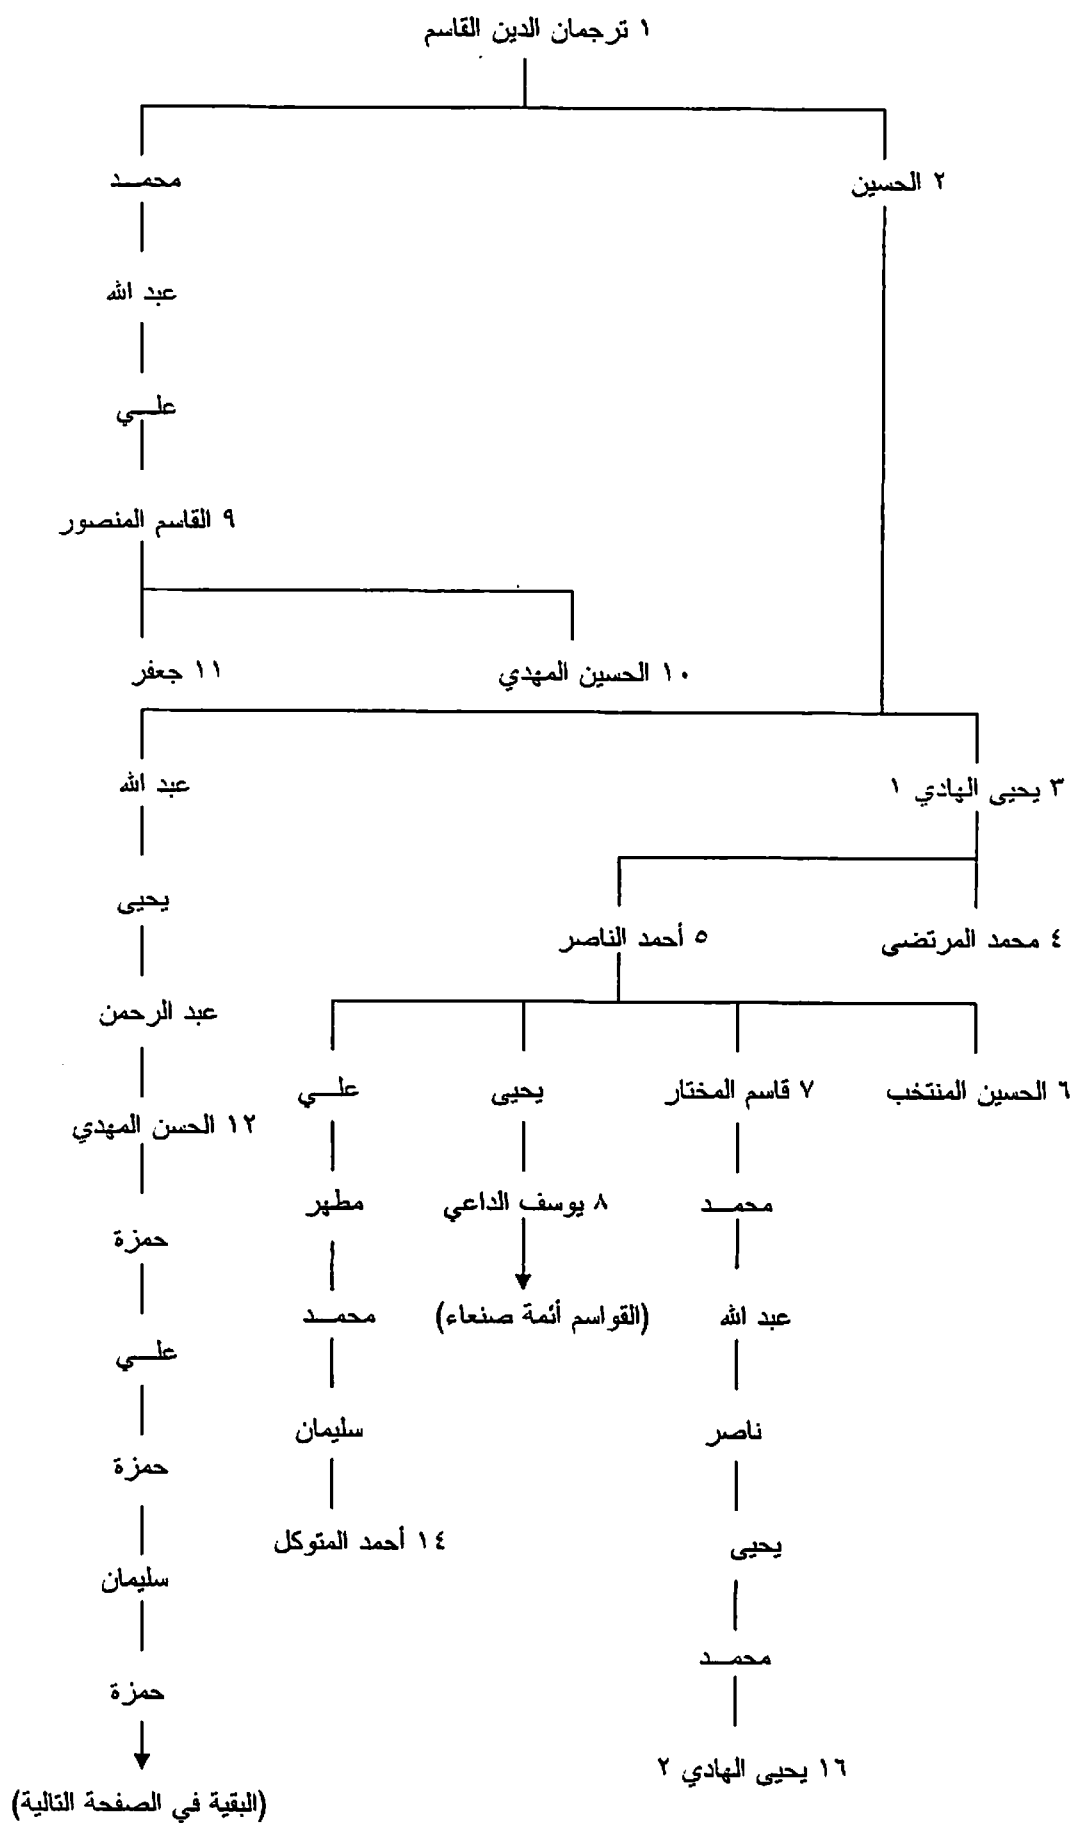 ١ ترجمان الدين القاسم
٢ الحسين
محمد
عبد الله
علي
٩ القاسم المنصور
١٠ الحسين المهدي
١١ جعفر
٣ يحيى الهادي ١
عبد الله
يحيى
٤ محمد المرتضى
٥ أحمد الناصر
عبد الرحمن
٦ الحسين المنتخب
٧ قاسم المختار
يحيى
علي
١٢ الحسن المهدي
محمد
٨ يوسف الداعي
مطهر
حمزة
عبد الله
(القواسم أئمة صنعاء)
محمد
علي
ناصر
سليمان
حمزة
يحيى
١٤ أحمد المتوكل
سليمان
محمد
حمزة
١٦ يحيى الهادي ٢
(البقية في الصفحة التالية)